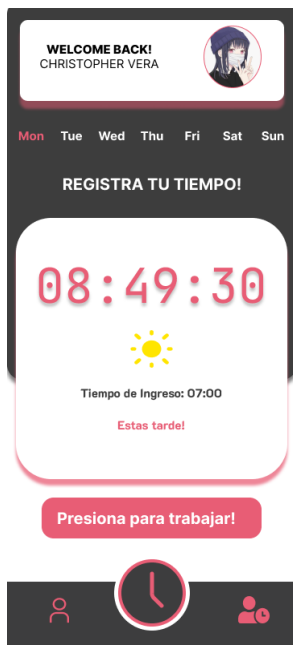 WELCOME BACK!
CHRISTOPHER VERA
Mon Tue Wed Thu Fri Sat Sun
REGISTRA TU TIEMPO!
08:49:30
Tiempo de Ingreso: 07:00
Estas tarde!
Presiona para trabajar!